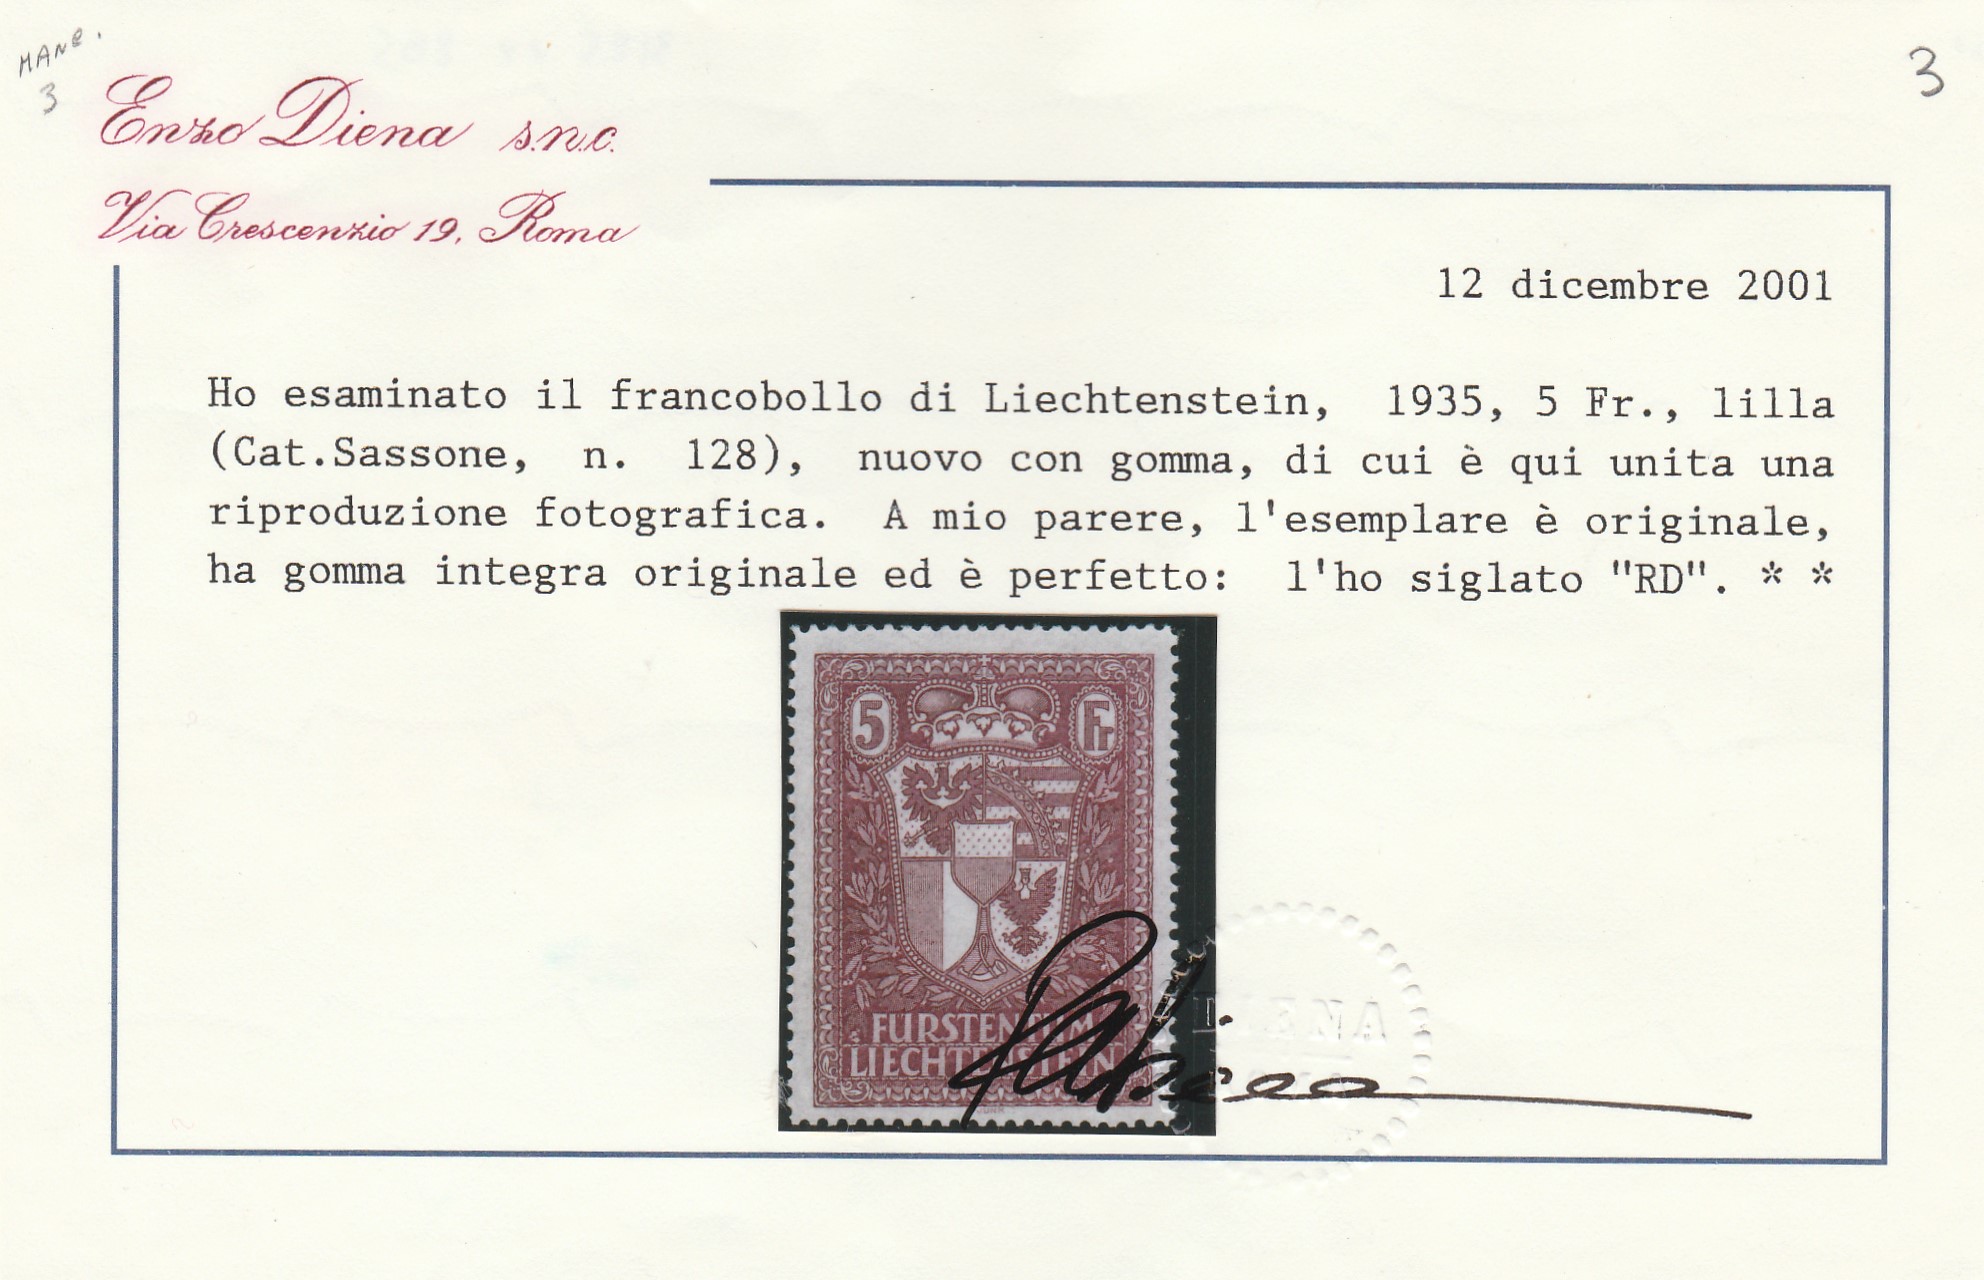 MANC.
3
3
Enzo Diena s.n.c.
Via Crescenzio 19, Roma
12 dicembre 2001
Ho esaminato il francobollo di Liechtenstein, 1935, 5 Fr., lilla
(Cat.Sassone, n. 128), nuovo con gomma, di cui è qui unita una
riproduzione fotografica. A mio parere, l'esemplare è originale,
ha gomma integra originale ed è perfetto: l'ho siglato "RD". * *
5 Fr
FÜRSTENTUM
LIECHTENSTEIN